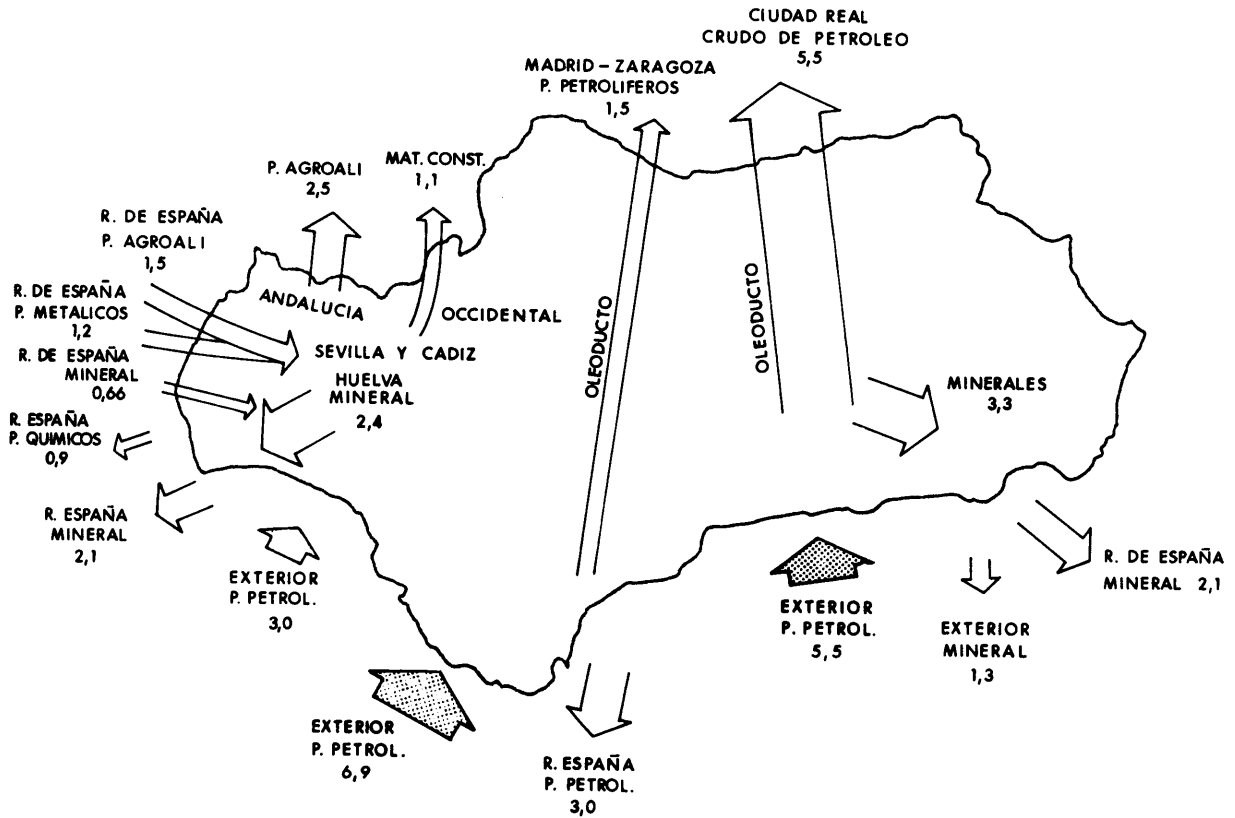 CIUDAD REAL
CRUDO DE PETROLEO
5,5
MADRID – ZARAGOZA
P. PETROLIFEROS
1,5
MAT. CONST.
1,1
P. AGROALI
2,5
R. DE ESPAÑA
P. AGROALI
1,5
R. DE ESPAÑA
P. METALICOS
1,2
R. DE ESPAÑA
MINERAL
0,66
R. ESPAÑA
P. QUIMICOS
0,9
R. ESPAÑA
MINERAL
2,1
ANDALUCIA
OCCIDENTAL
SEVILLA Y CADIZ
HUELVA
MINERAL
2,4
OLEODUCTO
OLEODUCTO
MINERALES
3,3
EXTERIOR
P. PETROL.
3,0
EXTERIOR
P. PETROL.
6,9
R. ESPAÑA
P. PETROL.
3,0
EXTERIOR
P. PETROL.
5,5
EXTERIOR
MINERAL
1,3
R. DE ESPAÑA
MINERAL 2,1